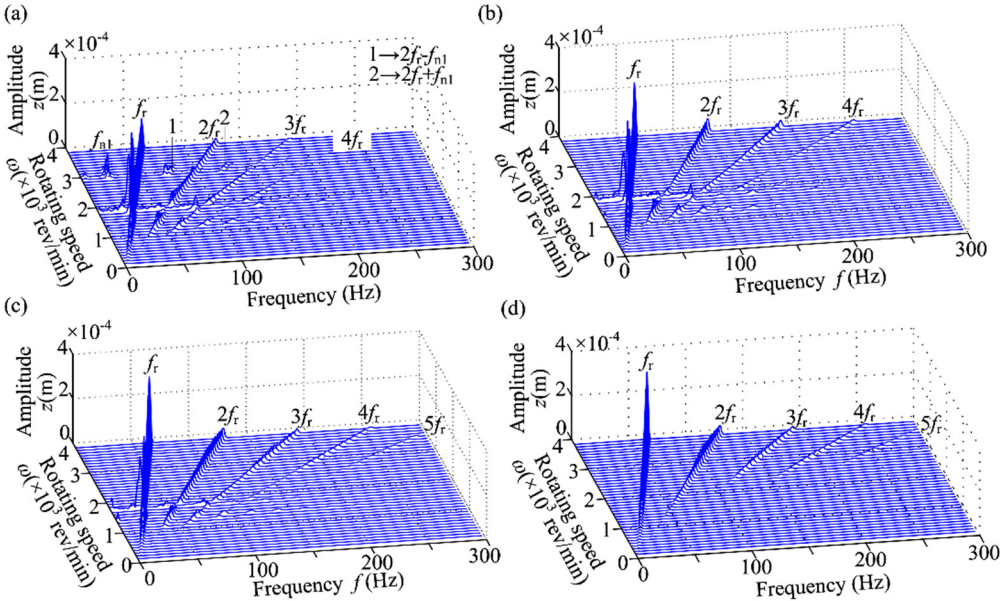 (a)
×10⁻⁴
4
2
0
Amplitude
z(m)
1→2fr-fn1
2→2fr+fn1
fn1
fr
1
2fr
2
3fr
4fr
4
3
2
1
0
Rotating speed
ω(×10³ rev/min)
0
100
200
300
Frequency (Hz)
(b)
×10⁻⁴
4
2
0
Amplitude
z(m)
fr
2fr
3fr
4fr
4
3
2
1
0
Rotating speed
ω(×10³ rev/min)
0
100
200
300
Frequency f (Hz)
(c)
×10⁻⁴
4
2
0
Amplitude
z(m)
fr
2fr
3fr
4fr
5fr
4
3
2
1
0
Rotating speed
ω(×10³ rev/min)
0
100
200
300
Frequency f (Hz)
(d)
×10⁻⁴
4
2
0
Amplitude
z(m)
fr
2fr
3fr
4fr
5fr
4
3
2
1
0
Rotating speed
ω(×10³ rev/min)
0
100
200
300
Frequency (Hz)